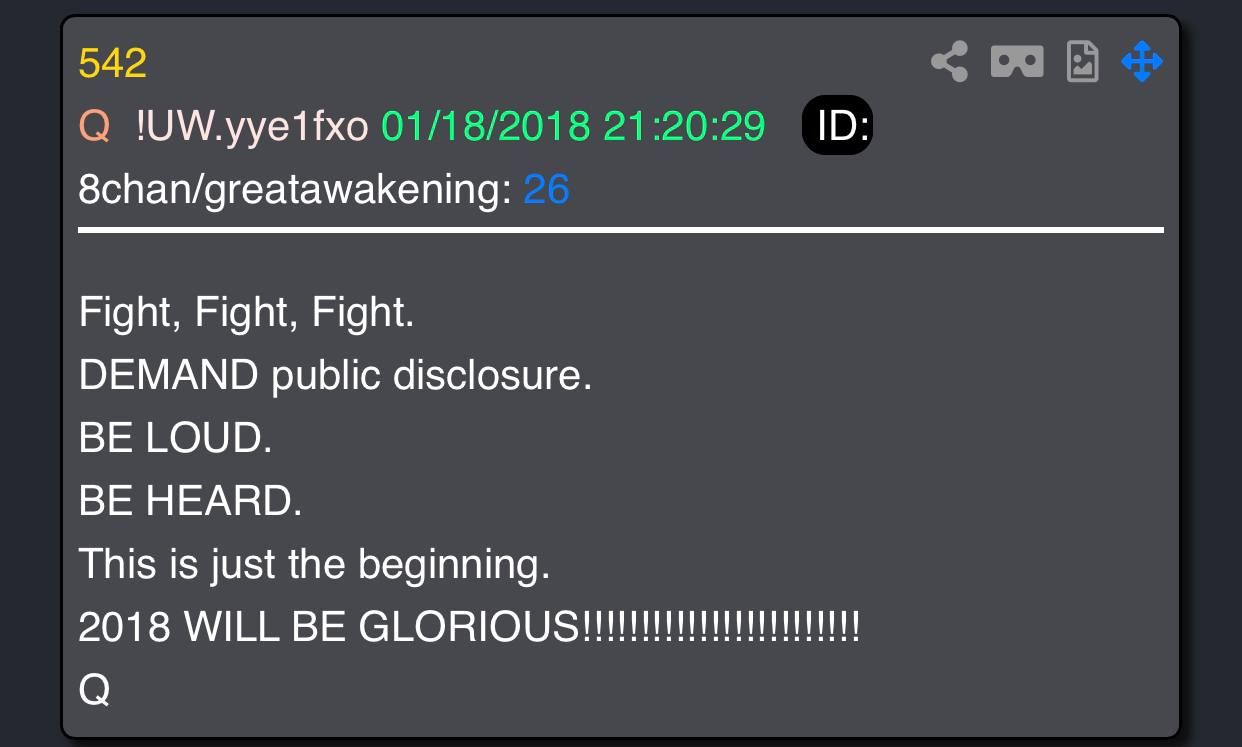 542
Q !UW.yye1fxo 01/18/2018 21:20:29 ID:
8chan/greatawakening: 26
Fight, Fight, Fight.
DEMAND public disclosure.
BE LOUD.
BE HEARD.
This is just the beginning.
2018 WILL BE GLORIOUS!!!!!!!!!!!!!!!!!!!!!!!!
Q